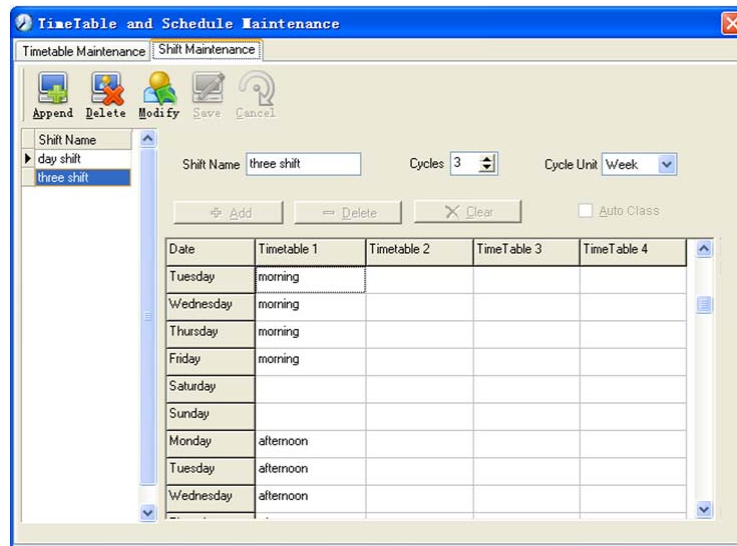 TimeTable and Schedule Maintenance
Timetable Maintenance Shift Maintenance
Append Delete Modify Save Cancel
Shift Name
day shift
three shift
Shift Name three shift Cycles 3 Cycle Unit Week
Add Delete Clear Auto Class
Date Timetable 1 Timetable 2 TimeTable 3 TimeTable 4
Tuesday morning
Wednesday morning
Thursday morning
Friday morning
Saturday
Sunday
Monday afternoon
Tuesday afternoon
Wednesday afternoon